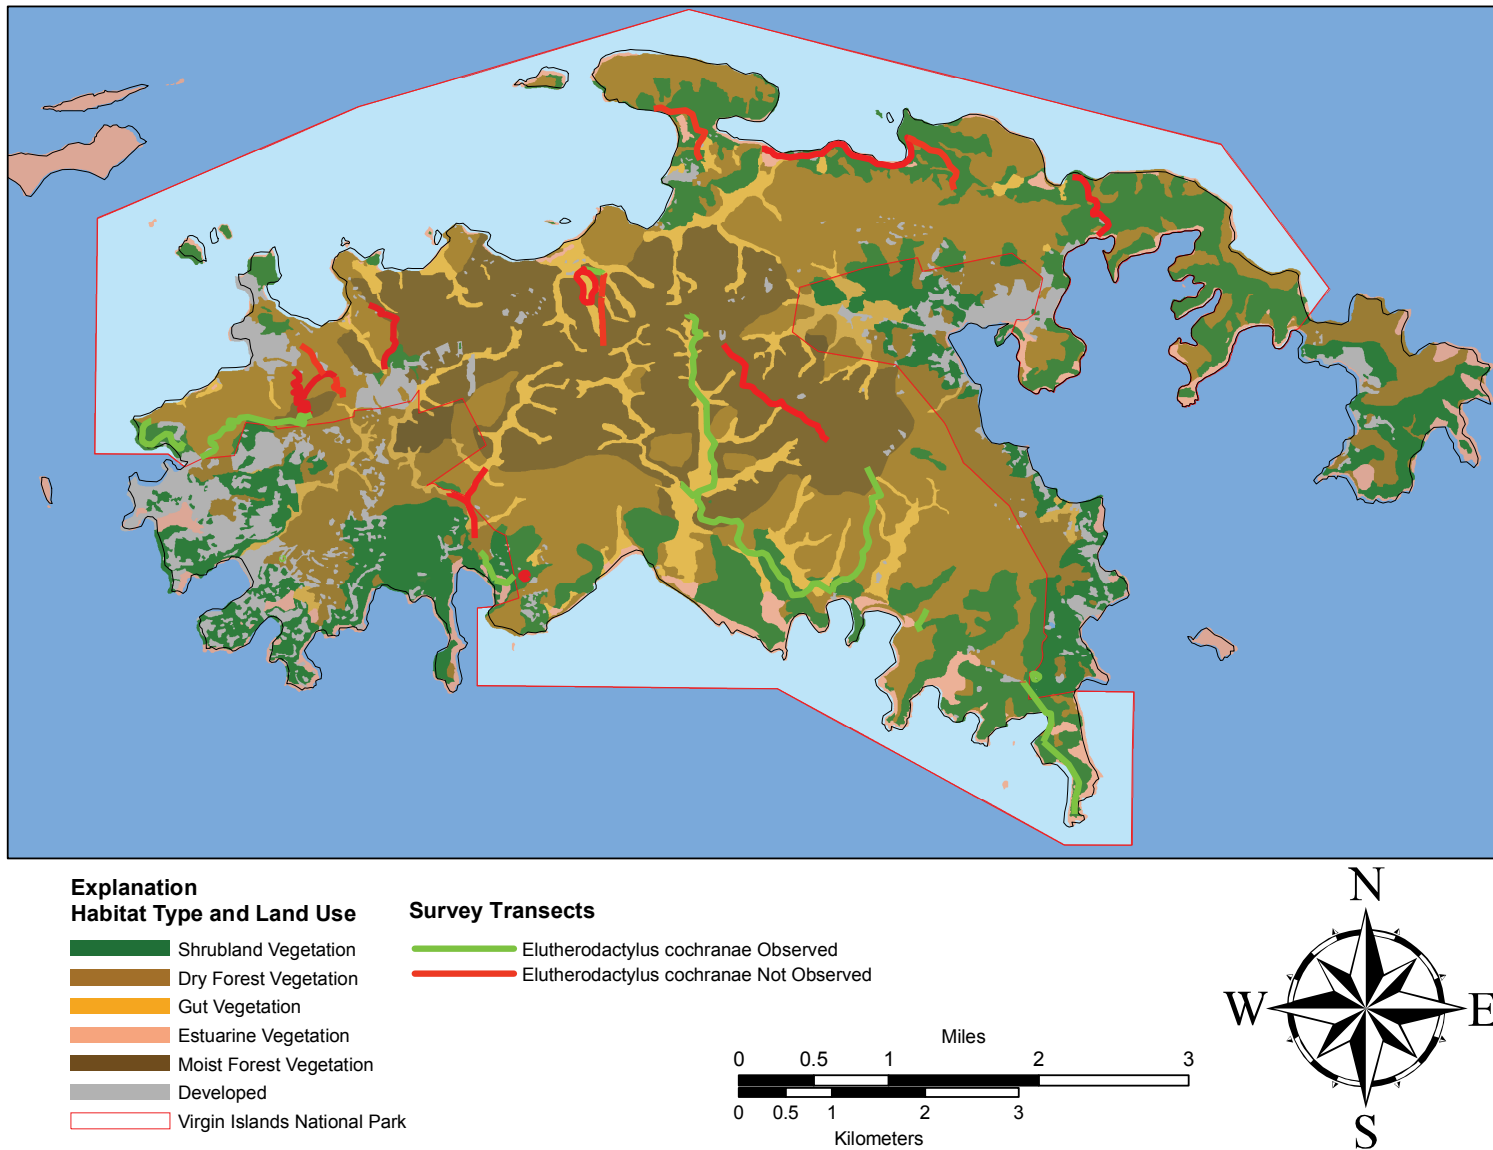 Explanation
Habitat Type and Land Use
Shrubland Vegetation
Dry Forest Vegetation
Gut Vegetation
Estuarine Vegetation
Moist Forest Vegetation
Developed
Virgin Islands National Park
Survey Transects
Elutherodactylus cochranae Observed
Elutherodactylus cochranae Not Observed
Miles
0 0.5 1 2 3
0 0.5 1 2 3
Kilometers
N
W E
S